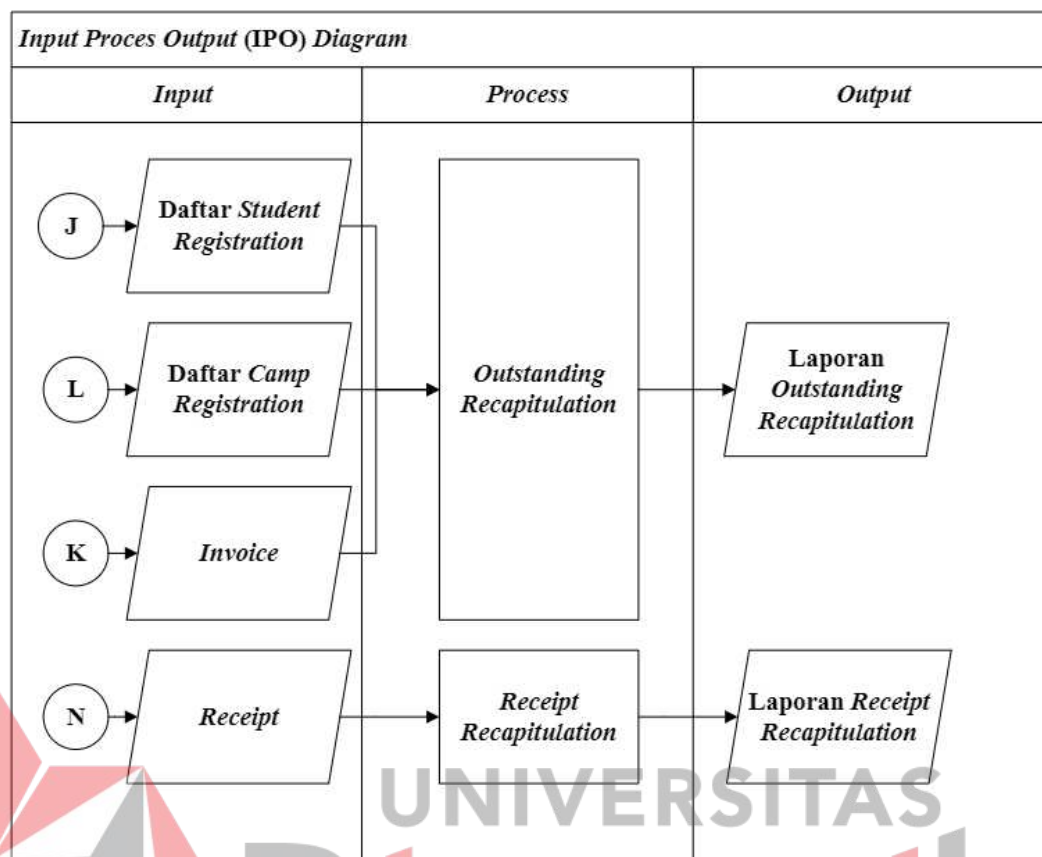 Input Proces Output (IPO) Diagram
Input
Process
Output
J
Daftar Student
Registration
L
Daftar Camp
Registration
K
Invoice
Outstanding
Recapitulation
Laporan
Outstanding
Recapitulation
N
Receipt
Receipt
Recapitulation
Laporan Receipt
Recapitulation
UNIVERSITAS